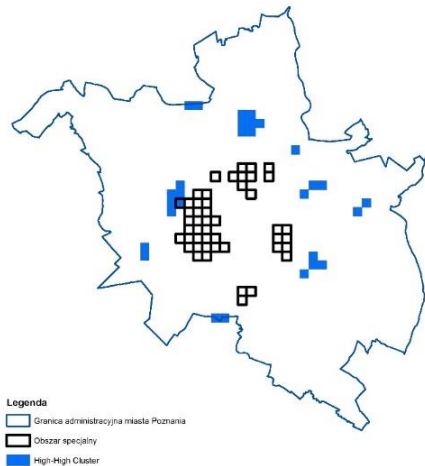 Legenda
Granica administracyjna miasta Poznania
Obszar specjalny
High-High Cluster